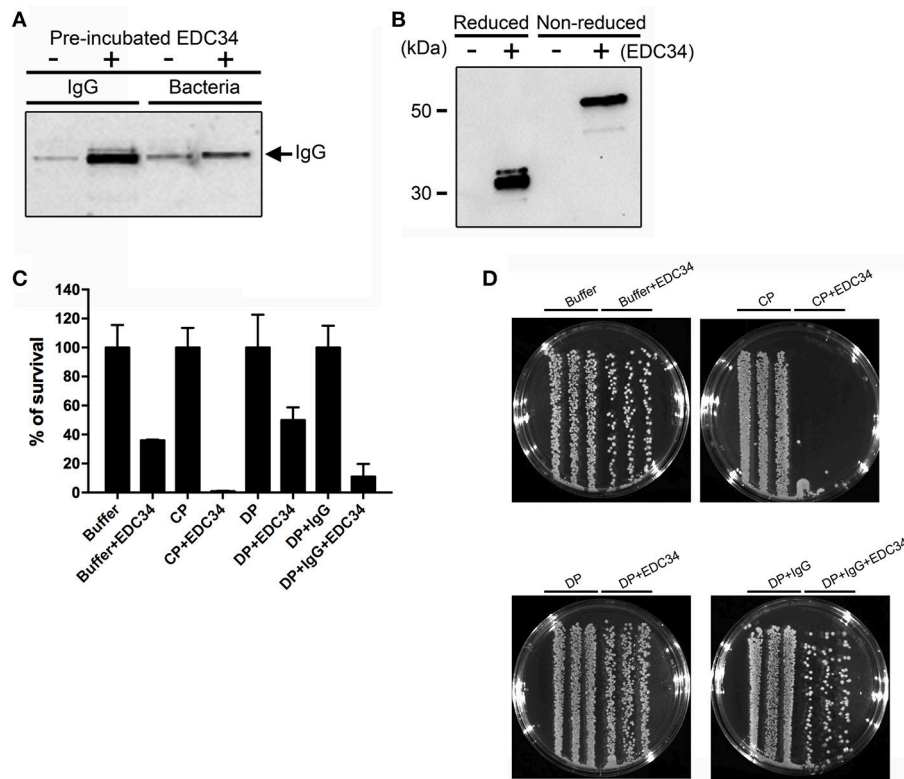 A
Pre-incubated EDC34
- + - +
IgG Bacteria
IgG
B
Reduced Non-reduced
(kDa) - + - + (EDC34)
50
30
C
% of survival
140
120
100
80
60
40
20
0
Buffer
Buffer+EDC34
CP
CP+EDC34
DP
DP+EDC34
DP+IgG
DP+IgG+EDC34
D
Buffer Buffer+EDC34
CP CP+EDC34
DP DP+EDC34
DP+IgG DP+IgG+EDC34